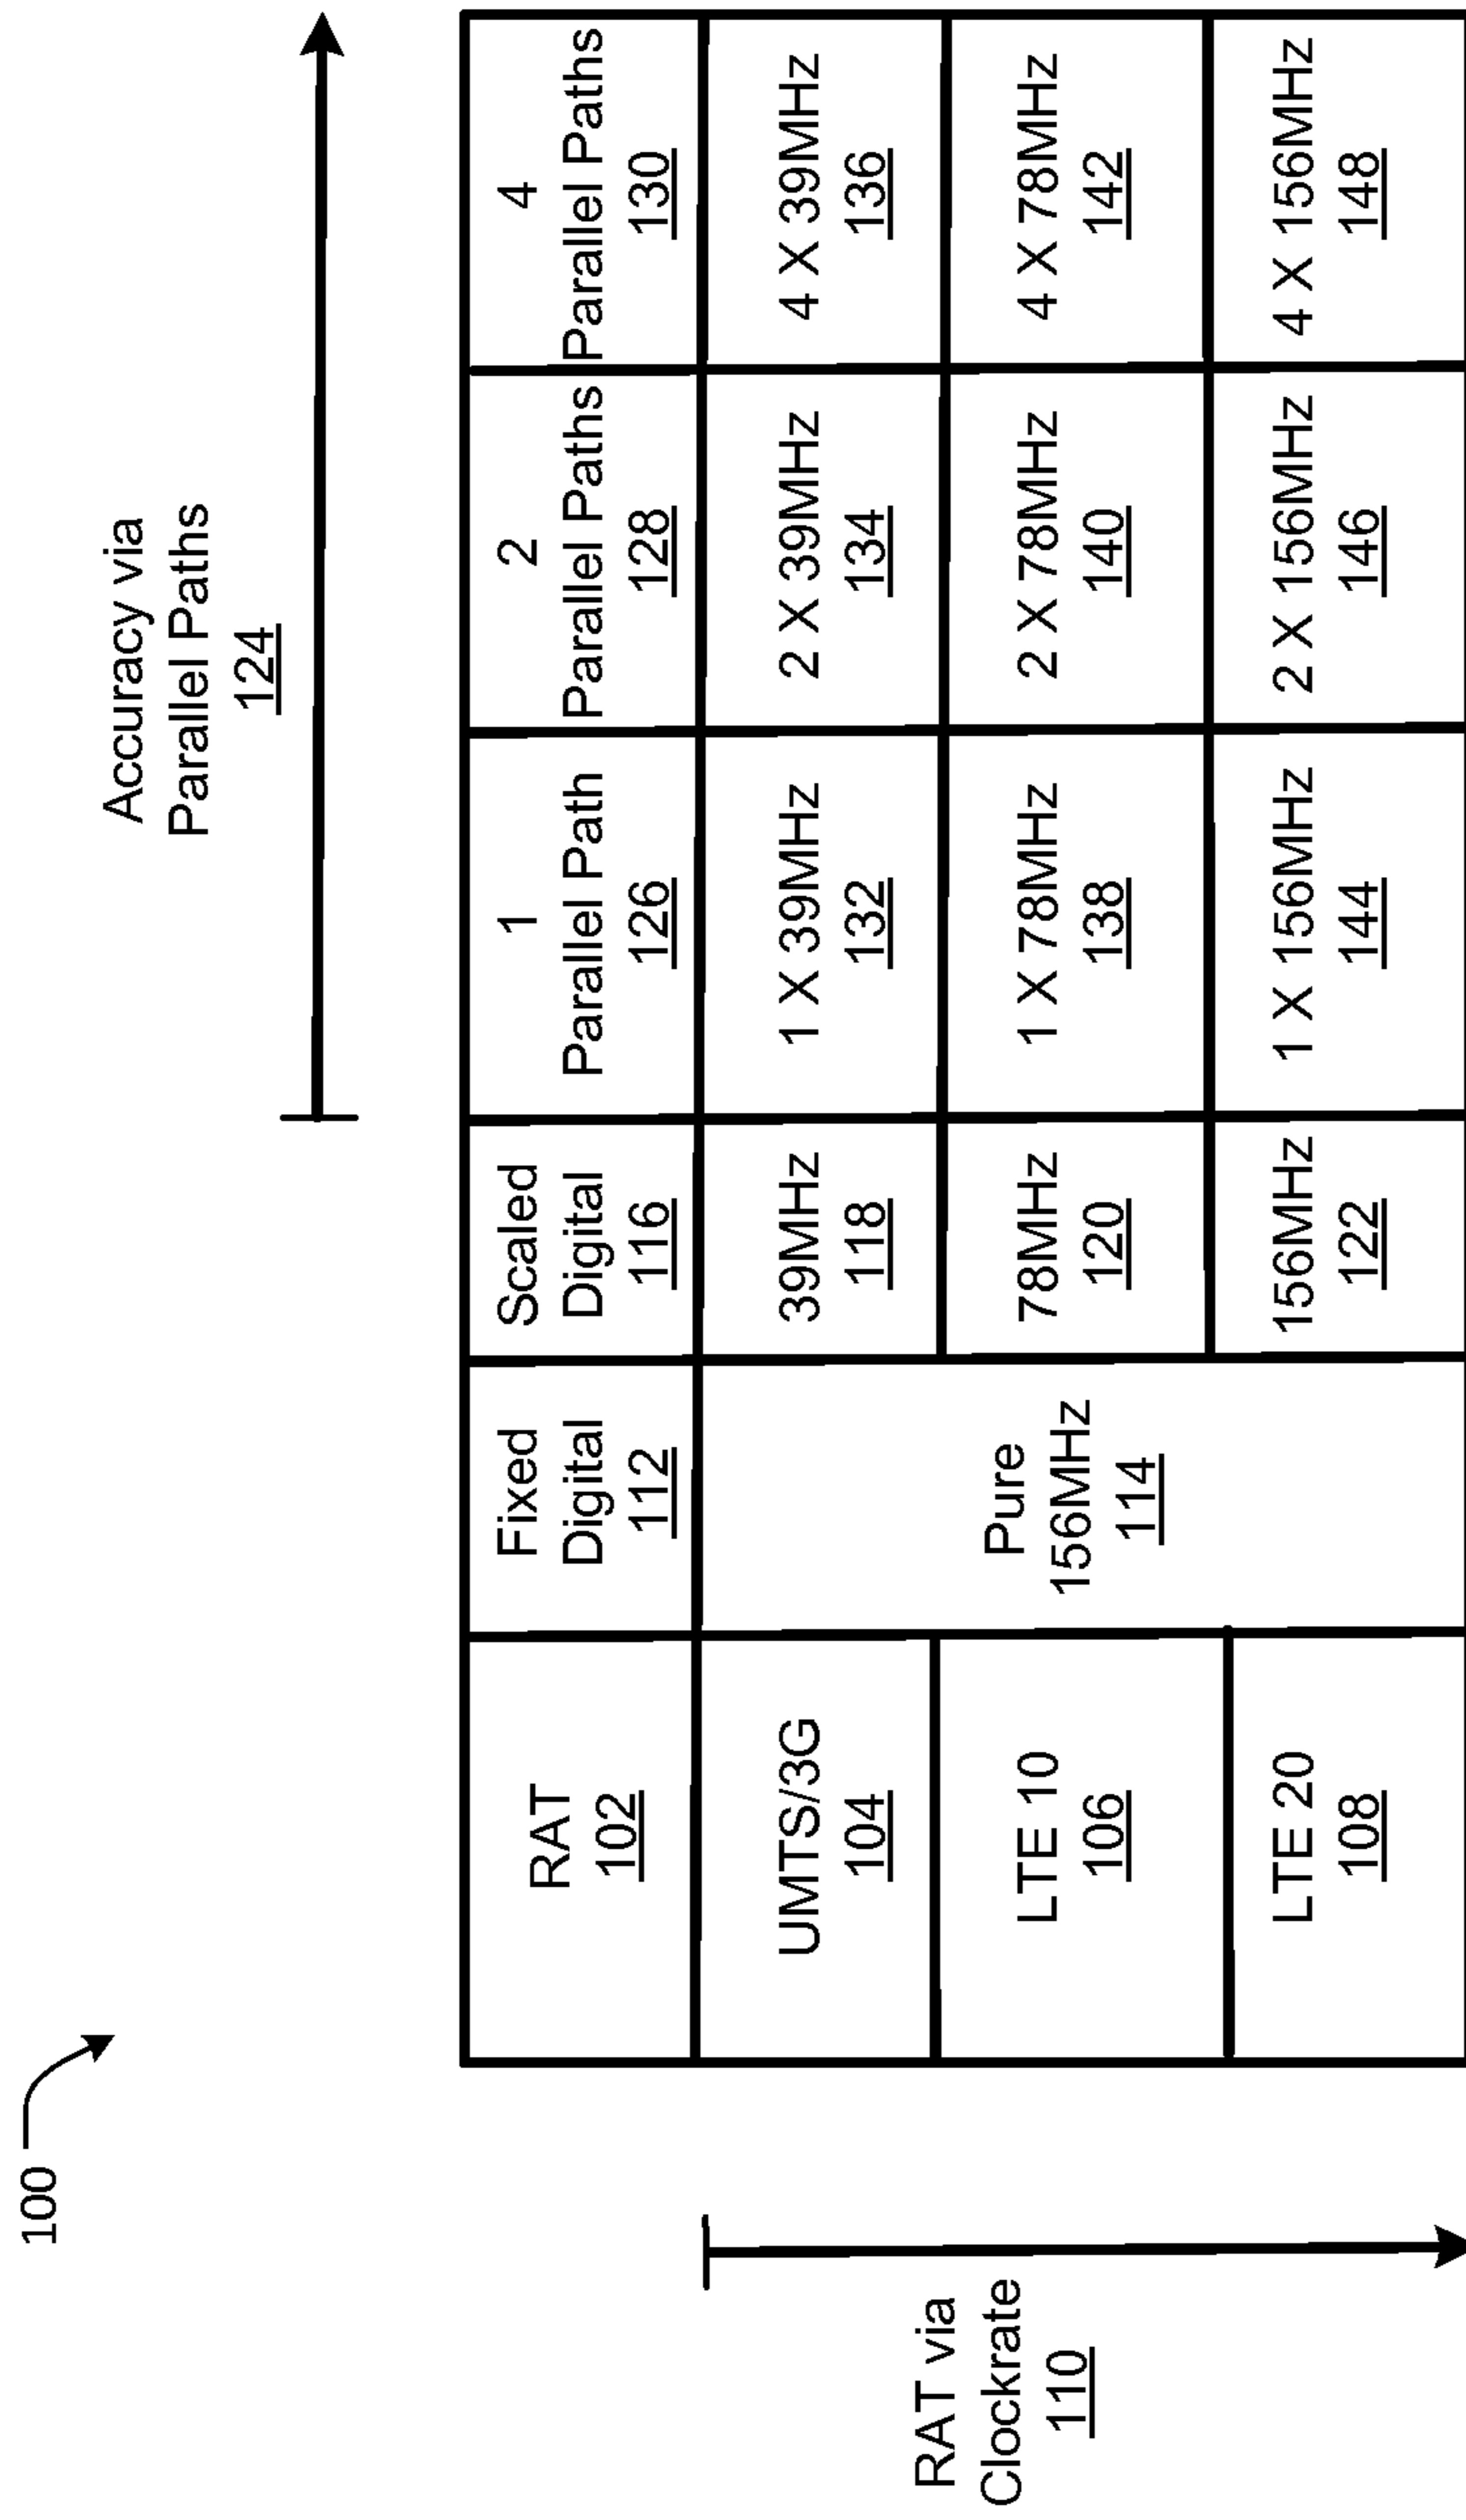 100
Accuracy via
Parallel Paths
124
RAT via
Clockrate
110
RAT
102
Fixed
Digital
112
Scaled
Digital
116
1
Parallel Path
126
2
Parallel Paths
128
4
Parallel Paths
130
UMTS/3G
104
Pure
156MHz
114
39MHz
118
1 X 39MHz
132
2 X 39MHz
134
4 X 39MHz
136
LTE 10
106
78MHz
120
1 X 78MHz
138
2 X 78MHz
140
4 X 78MHz
142
LTE 20
108
156MHz
122
1 X 156MHz
144
2 X 156MHz
146
4 X 156MHz
148